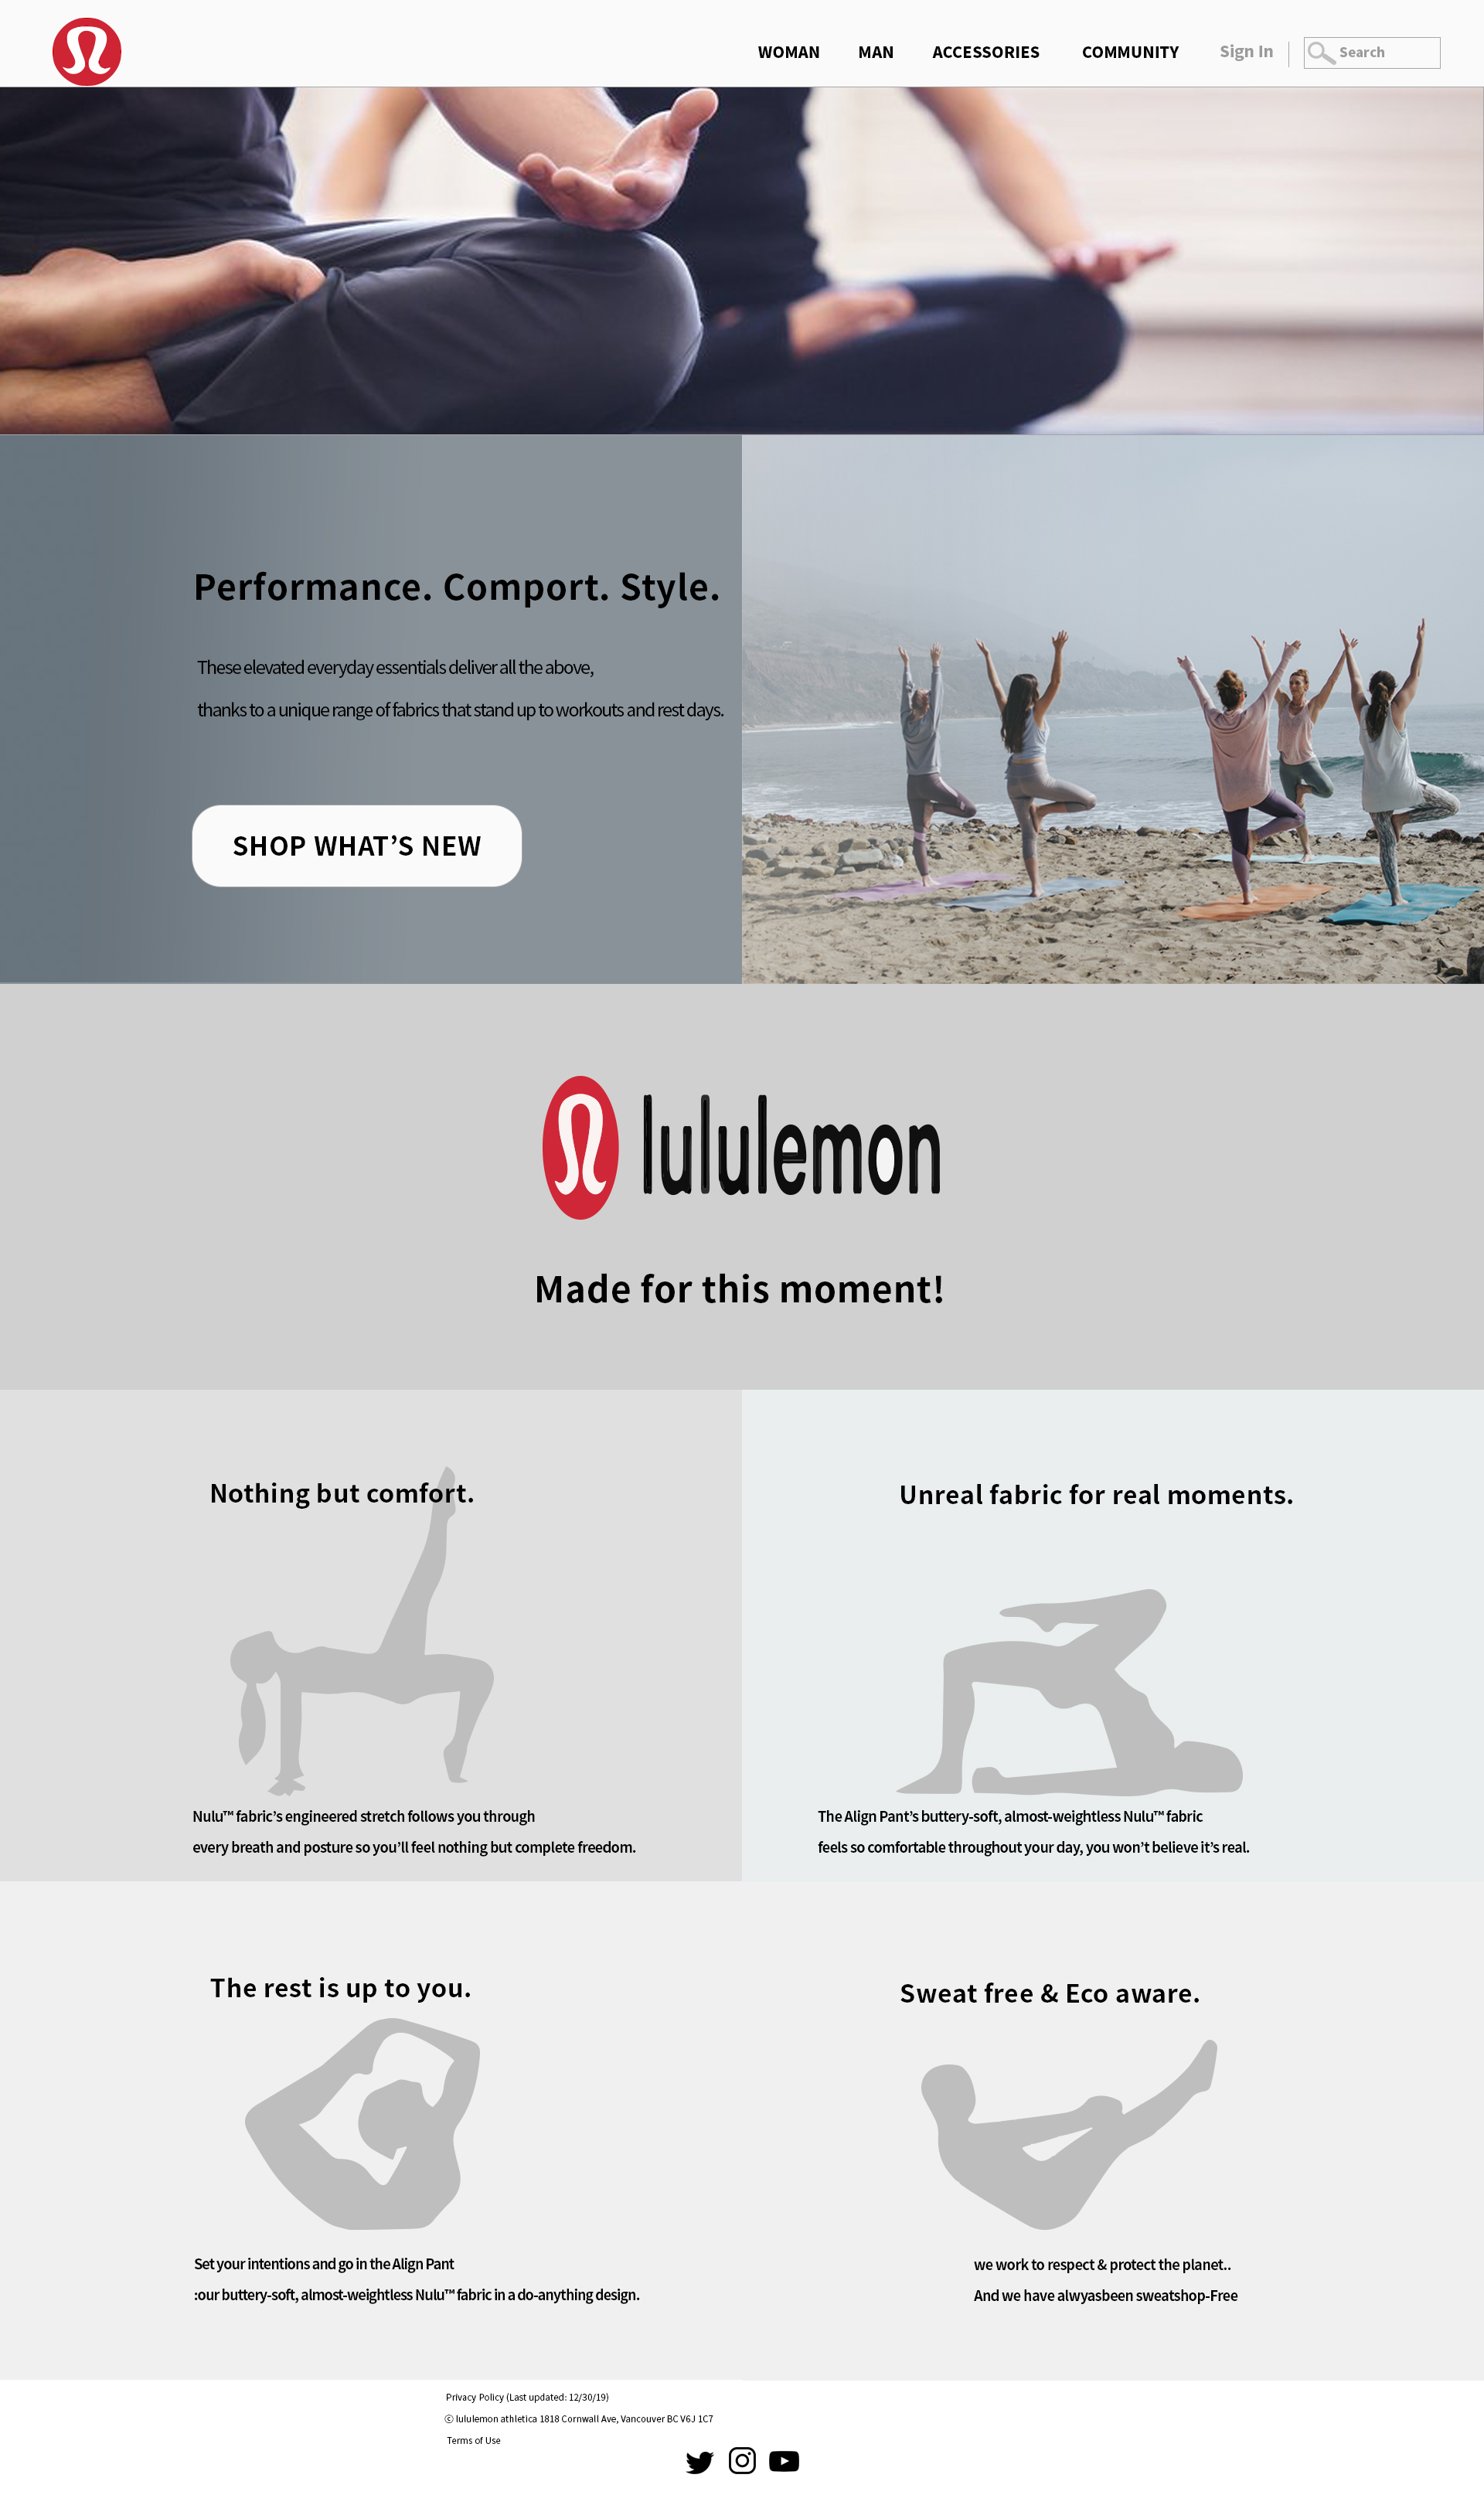 WOMAN MAN ACCESSORIES COMMUNITY Sign In Search
Performance. Comport. Style.
These elevated everyday essentials deliver all the above,
thanks to a unique range of fabrics that stand up to workouts and rest days.
SHOP WHAT’S NEW
lululemon
Made for this moment!
Nothing but comfort.
Nulu™ fabric’s engineered stretch follows you through
every breath and posture so you’ll feel nothing but complete freedom.
Unreal fabric for real moments.
The Align Pant’s buttery-soft, almost-weightless Nulu™ fabric
feels so comfortable throughout your day, you won’t believe it’s real.
The rest is up to you.
Set your intentions and go in the Align Pant
:our buttery-soft, almost-weightless Nulu™ fabric in a do-anything design.
Sweat free & Eco aware.
we work to respect & protect the planet..
And we have alwyasbeen sweatshop-Free
Privacy Policy (Last updated: 12/30/19)
ⓒ lululemon athletica 1818 Cornwall Ave, Vancouver BC V6J 1C7
Terms of Use